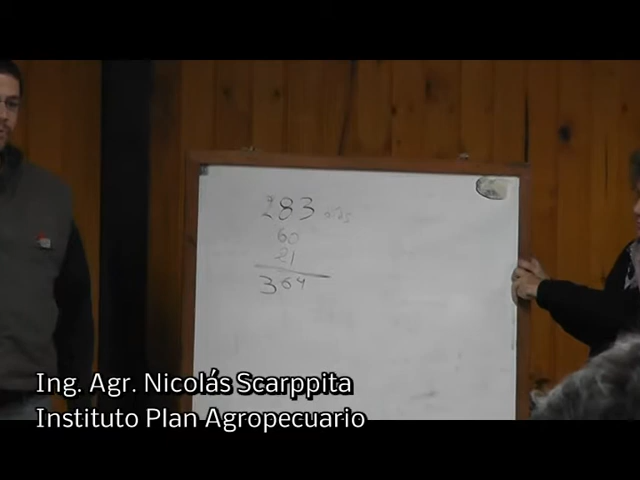 283 días
60
21
364
Ing. Agr. Nicolás Scarppita
Instituto Plan Agropecuario